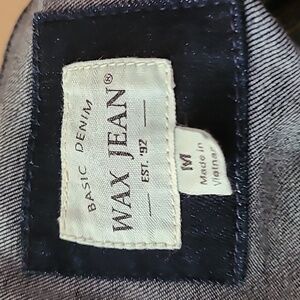 BASIC DENIM
WAX JEAN®
EST. '92
M
Made in
Vietnam